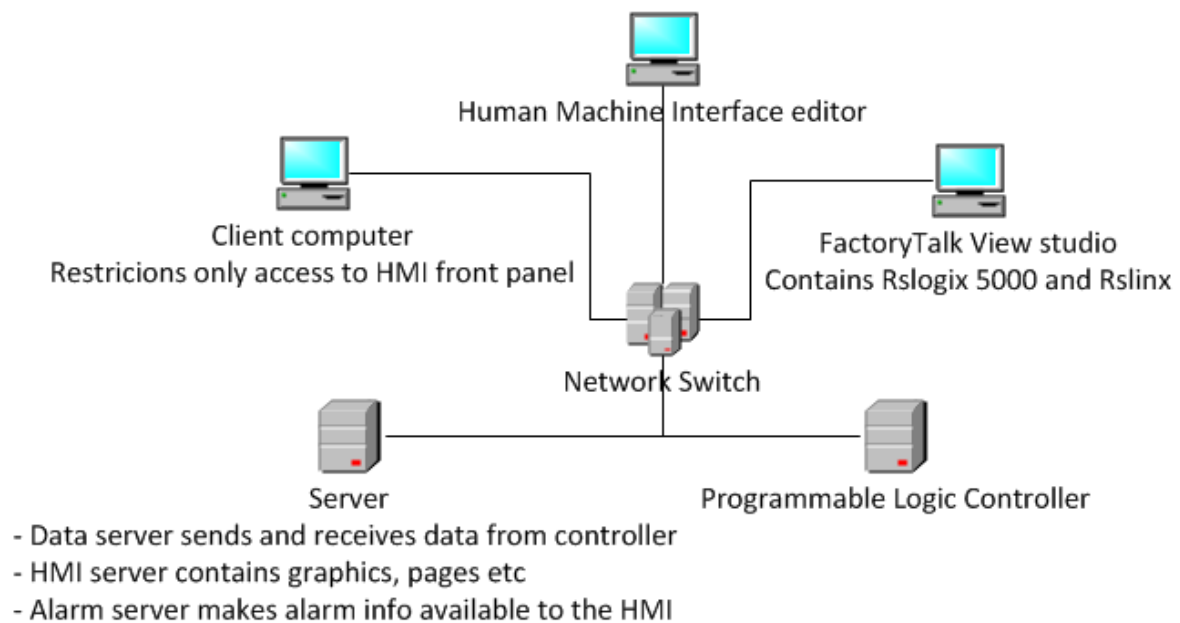 Human Machine Interface editor
Client computer
Restricions only access to HMI front panel
FactoryTalk View studio
Contains Rslogix 5000 and Rslinx
Network Switch
Server
- Data server sends and receives data from controller
- HMI server contains graphics, pages etc
- Alarm server makes alarm info available to the HMI
Programmable Logic Controller